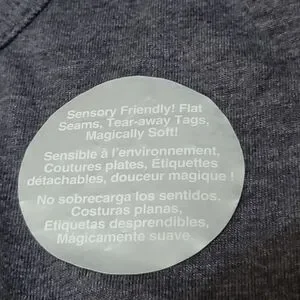 Sensory Friendly! Flat
Seams, Tear-away Tags,
Magically Soft!
Sensible à l'environnement,
Coutures plates, Étiquettes
détachables, douceur magique !
No sobrecarga los sentidos,
Costuras planas,
Etiquetas desprendibles,
Mágicamente suave.